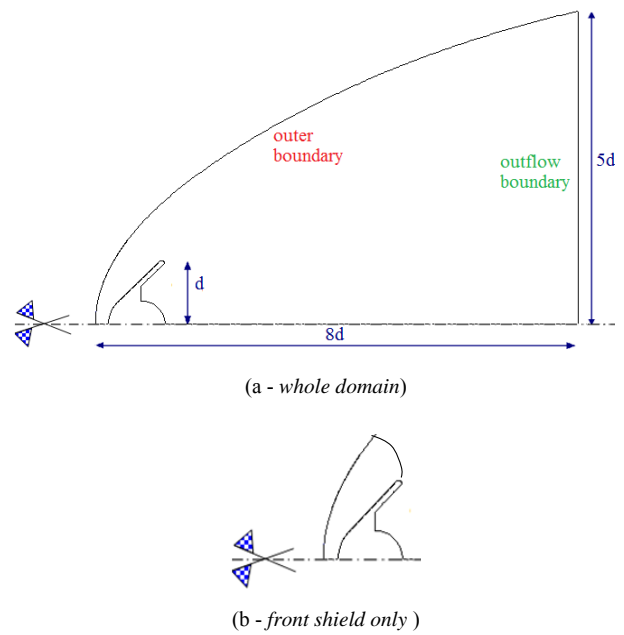 outer
boundary
outflow
boundary
5d
d
8d
(a - whole domain)
(b - front shield only )